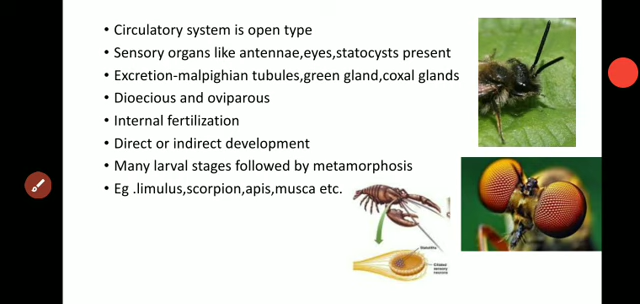 • Circulatory system is open type
• Sensory organs like antennae,eyes,statocysts present
• Excretion-malpighian tubules,green gland,coxal glands
• Dioecious and oviparous
• Internal fertilization
• Direct or indirect development
• Many larval stages followed by metamorphosis
• Eg .limulus,scorpion,apis,musca etc.